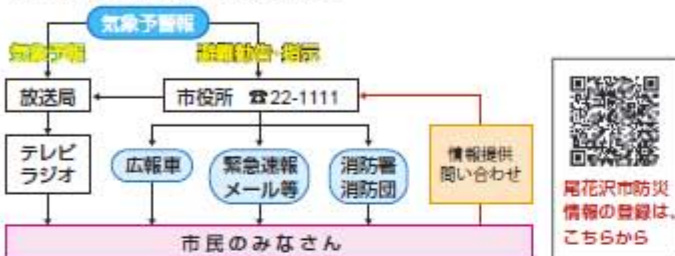 気象予警報
気象予報
避難勧告・指示
放送局
市役所 ☎22-1111
テレビ
ラジオ
広報車
緊急速報
メール等
消防署
消防団
情報提供
問い合わせ
市民のみなさん
尾花沢市防災
情報の登録は、
こちらから